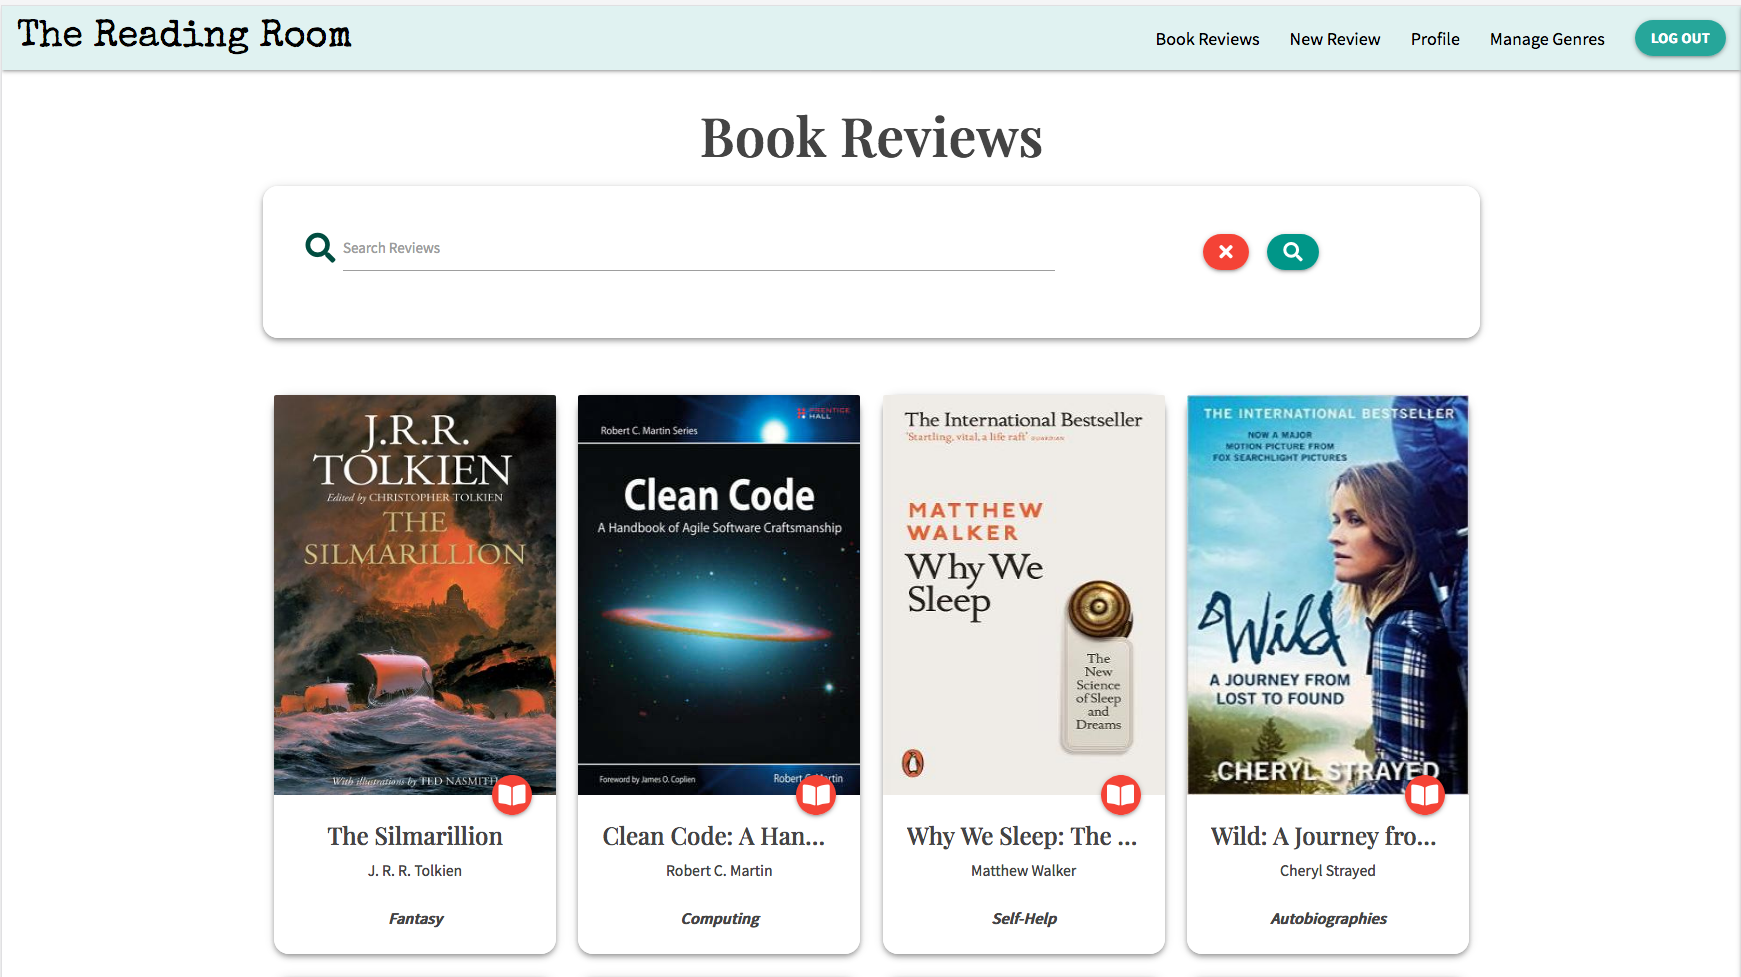 The Reading Room
Book Reviews
New Review
Profile
Manage Genres
LOG OUT
Book Reviews
Search Reviews
J.R.R.
TOLKIEN
Edited by CHRISTOPHER TOLKIEN
THE
SILMARILLION
With illustrations by TED NASMITH
The Silmarillion
J. R. R. Tolkien
Fantasy
PRENTICE
HALL
Robert C. Martin Series
Clean Code
A Handbook of Agile Software Craftsmanship
Foreword by James O. Coplien
Robert C. Martin
Clean Code: A Han...
Robert C. Martin
Computing
The International Bestseller
'Startling, vital, a life raft' GUARDIAN
MATTHEW
WALKER
Why We
Sleep
The
New
Science
of Sleep
and
Dreams
Why We Sleep: The ...
Matthew Walker
Self-Help
THE INTERNATIONAL BESTSELLER
NOW A MAJOR
MOTION PICTURE FROM
FOX SEARCHLIGHT PICTURES
Wild
A JOURNEY FROM
LOST TO FOUND
CHERYL STRAYED
Wild: A Journey fro...
Cheryl Strayed
Autobiographies